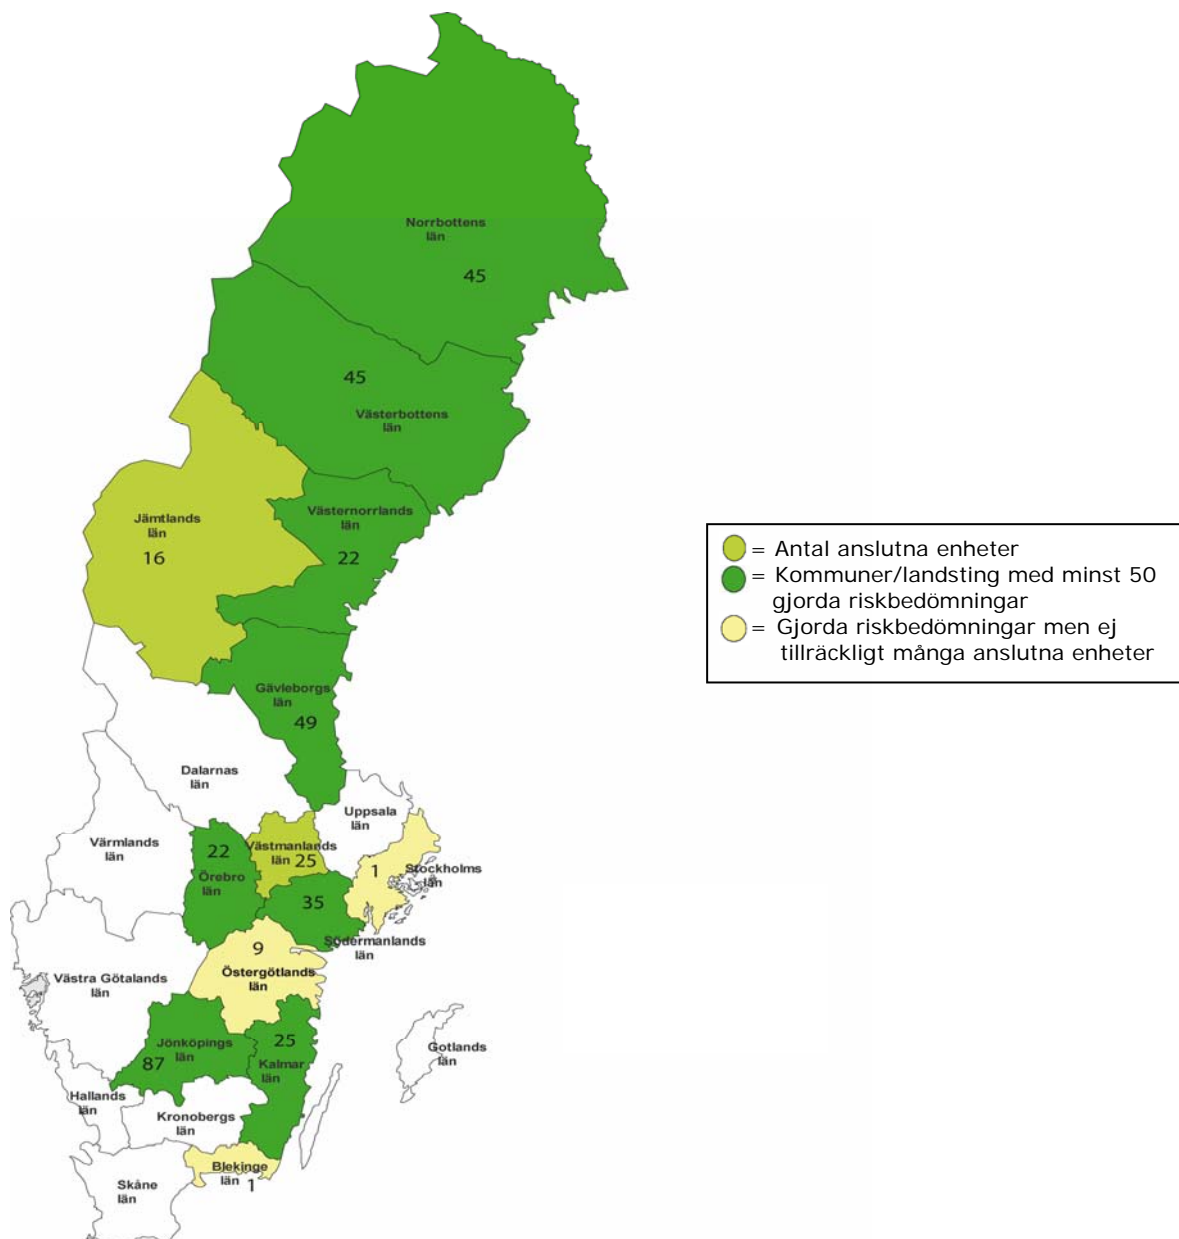 Norrbottens
län
45
45
Västerbottens
län
Jämtlands
län
16
Västernorrlands
län
22
= Antal anslutna enheter
= Kommuner/landsting med minst 50
gjorda riskbedömningar
= Gjorda riskbedömningar men ej
tillräckligt många anslutna enheter
Gävleborgs
län
49
Dalarnas
län
Uppsala
län
Värmlands
län
22
Örebro
län
Västmanlands
län 25
1
Stockholms
län
35
Södermanlands
län
9
Östergötlands
län
Västra Götalands
län
Jönköpings
län
87
25
Kalmar
län
Gotlands
län
Hallands
län
Kronobergs
län
Blekinge
län 1
Skåne
län